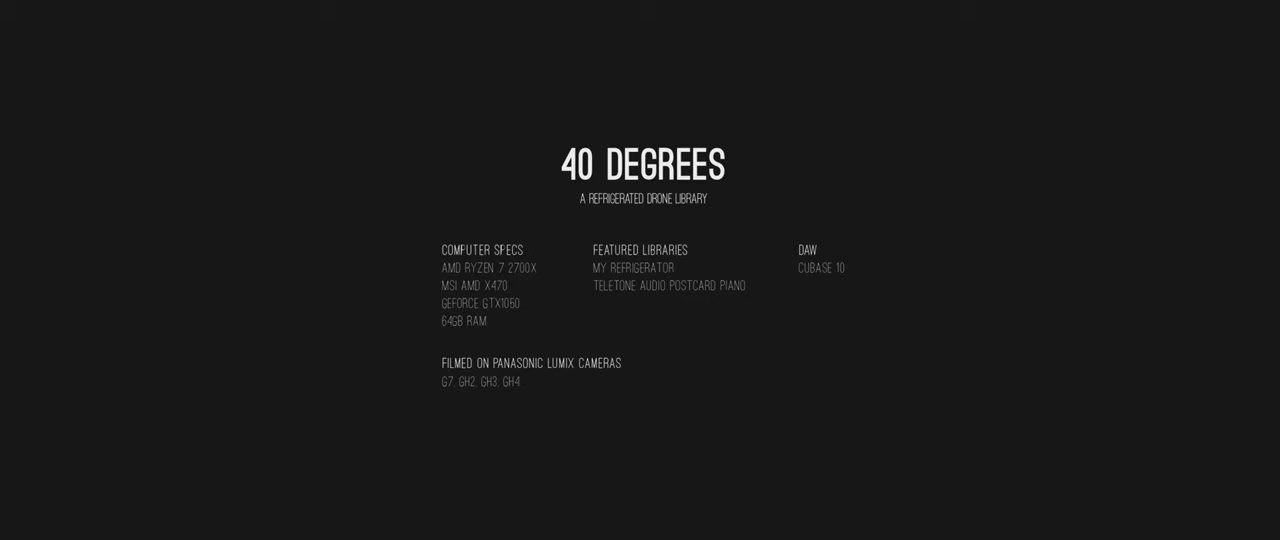 40 DEGREES
A REFRIGERATED DRONE LIBRARY
COMPUTER SPECS
AMD RYZEN 7 2700X
MSI AMD X470
GEFORCE GTX1050
64GB RAM
FEATURED LIBRARIES
MY REFRIGERATOR
TELETONE AUDIO POSTCARD PIANO
DAW
CUBASE 10
FILMED ON PANASONIC LUMIX CAMERAS
G7, GH2, GH3, GH4